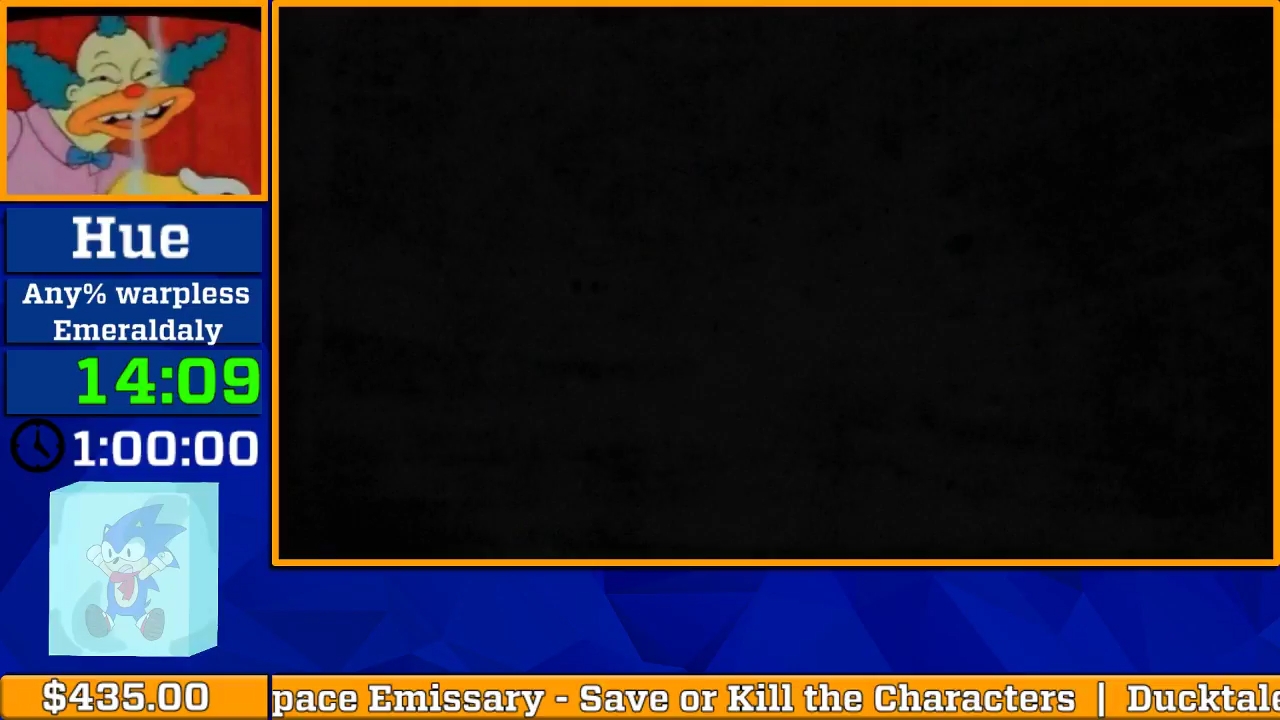 Hue
Any% warpless
Emeraldaly
14:09
1:00:00
$435.00
pace Emissary - Save or Kill the Characters | Ducktale